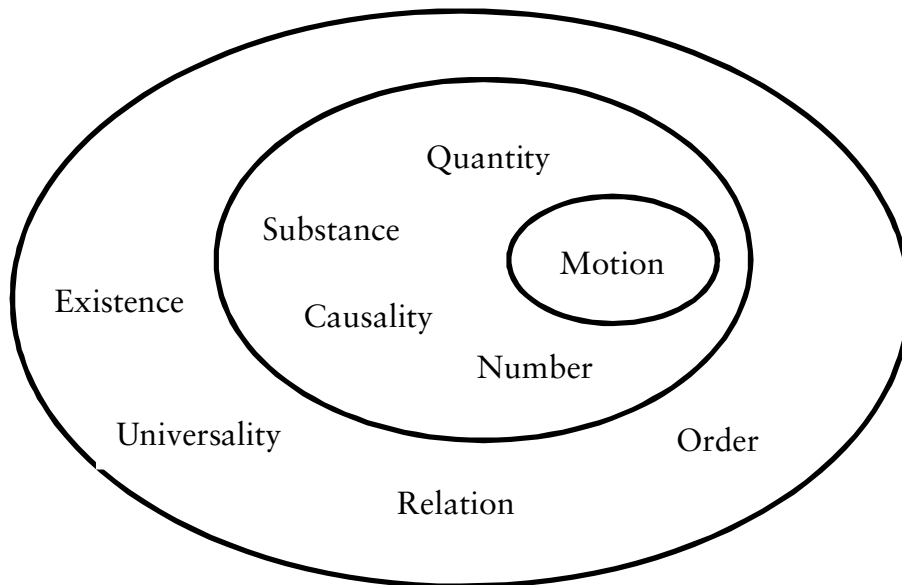 Quantity
Substance
Motion
Existence
Causality
Number
Universality
Order
Relation